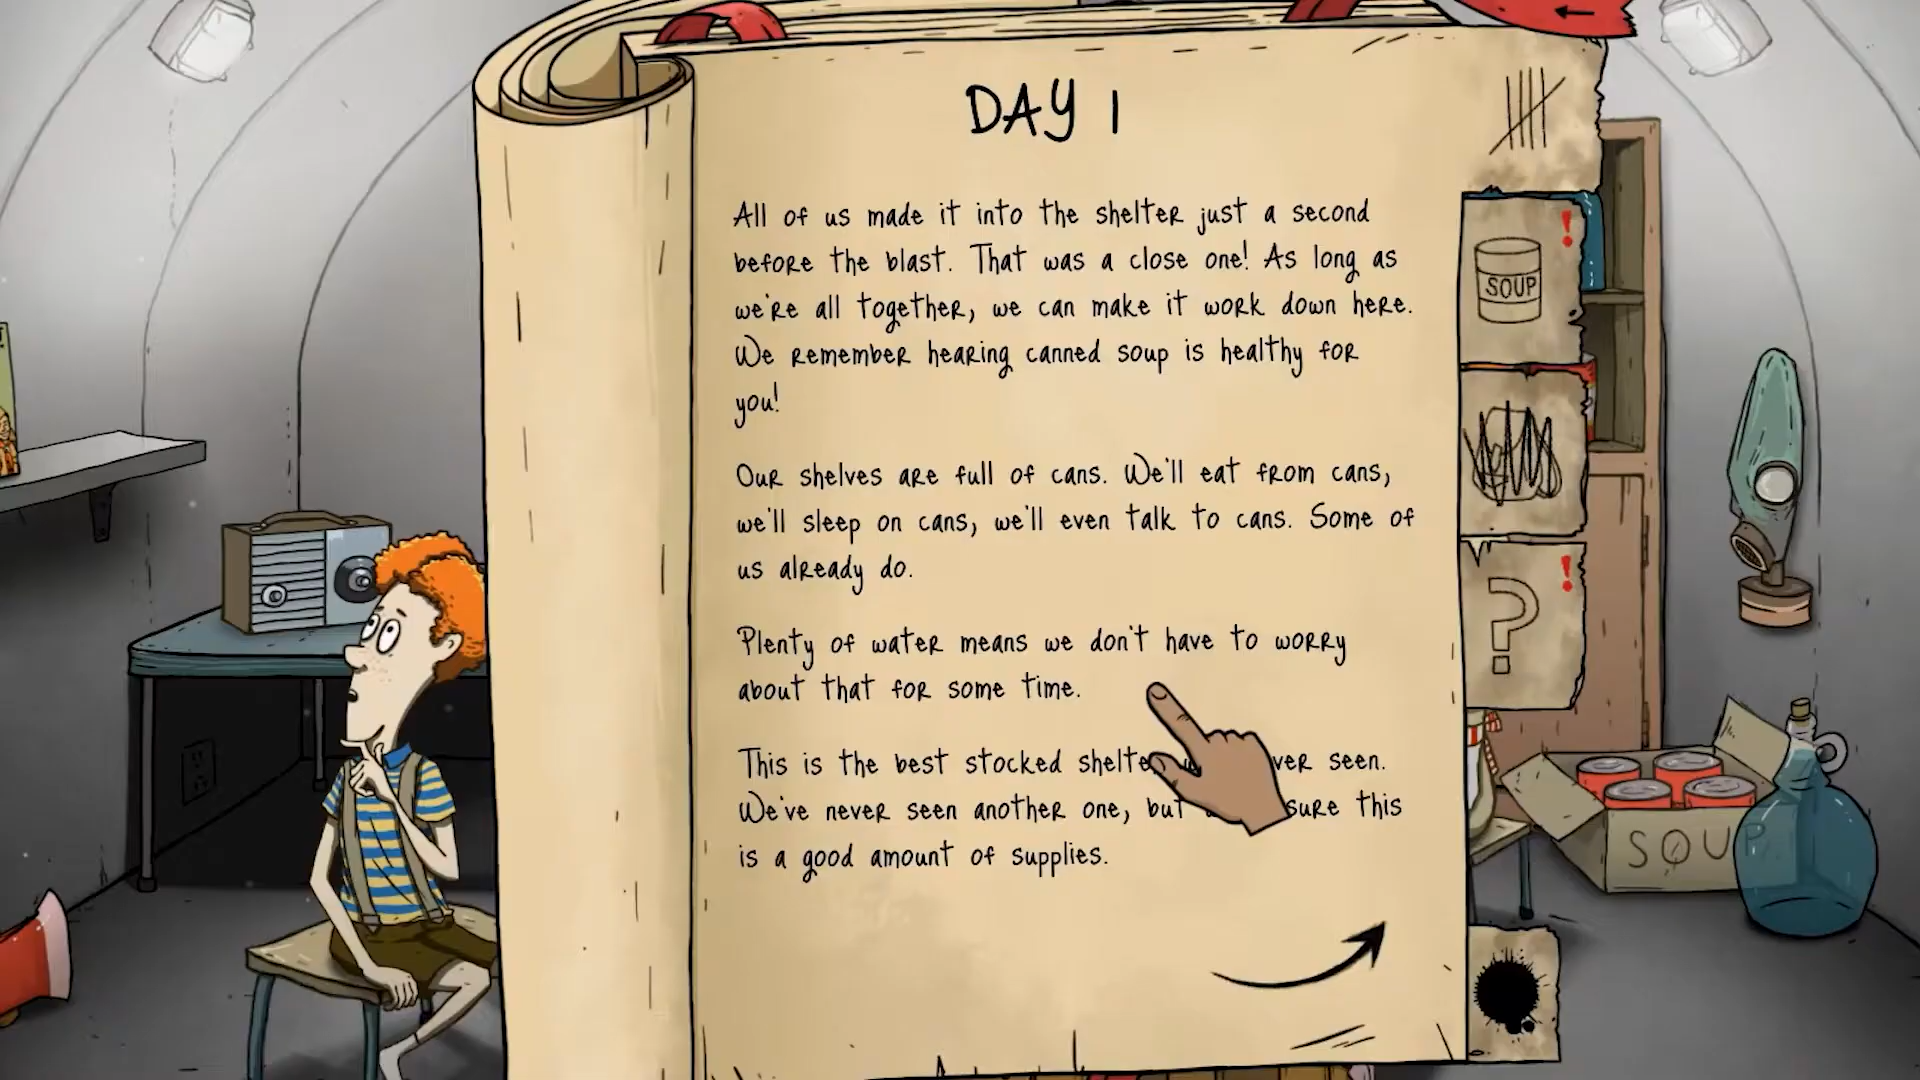 DAY 1
All of us made it into the shelter just a second
before the blast. That was a close one! As long as
we're all together, we can make it work down here.
We remember hearing canned soup is healthy for
you!
Our shelves are full of cans. We'll eat from cans,
we'll sleep on cans, we'll even talk to cans. Some of
us already do.
Plenty of water means we don't have to worry
about that for some time.
This is the best stocked shelter seen.
We've never seen another one, but sure this
is a good amount of supplies.
!
SOUP
?
!
SOUP